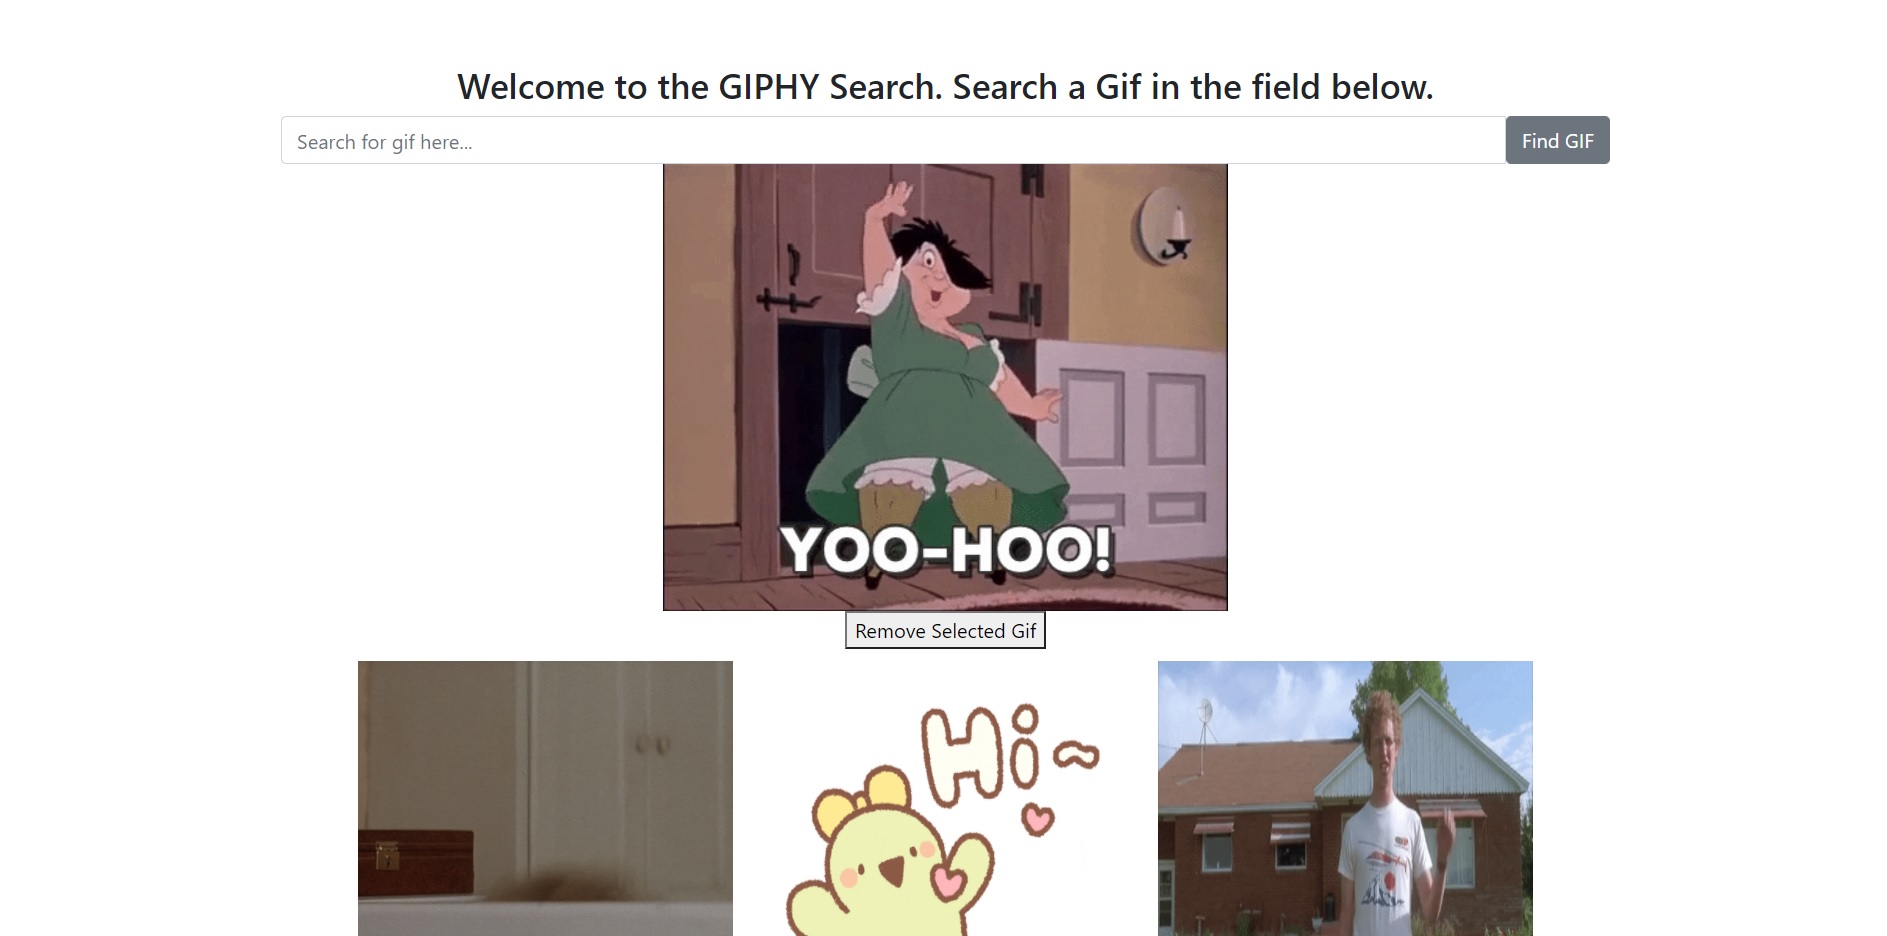 Welcome to the GIPHY Search. Search a Gif in the field below.
Search for gif here...
Find GIF
YOO-HOO!
Remove Selected Gif
Hi~